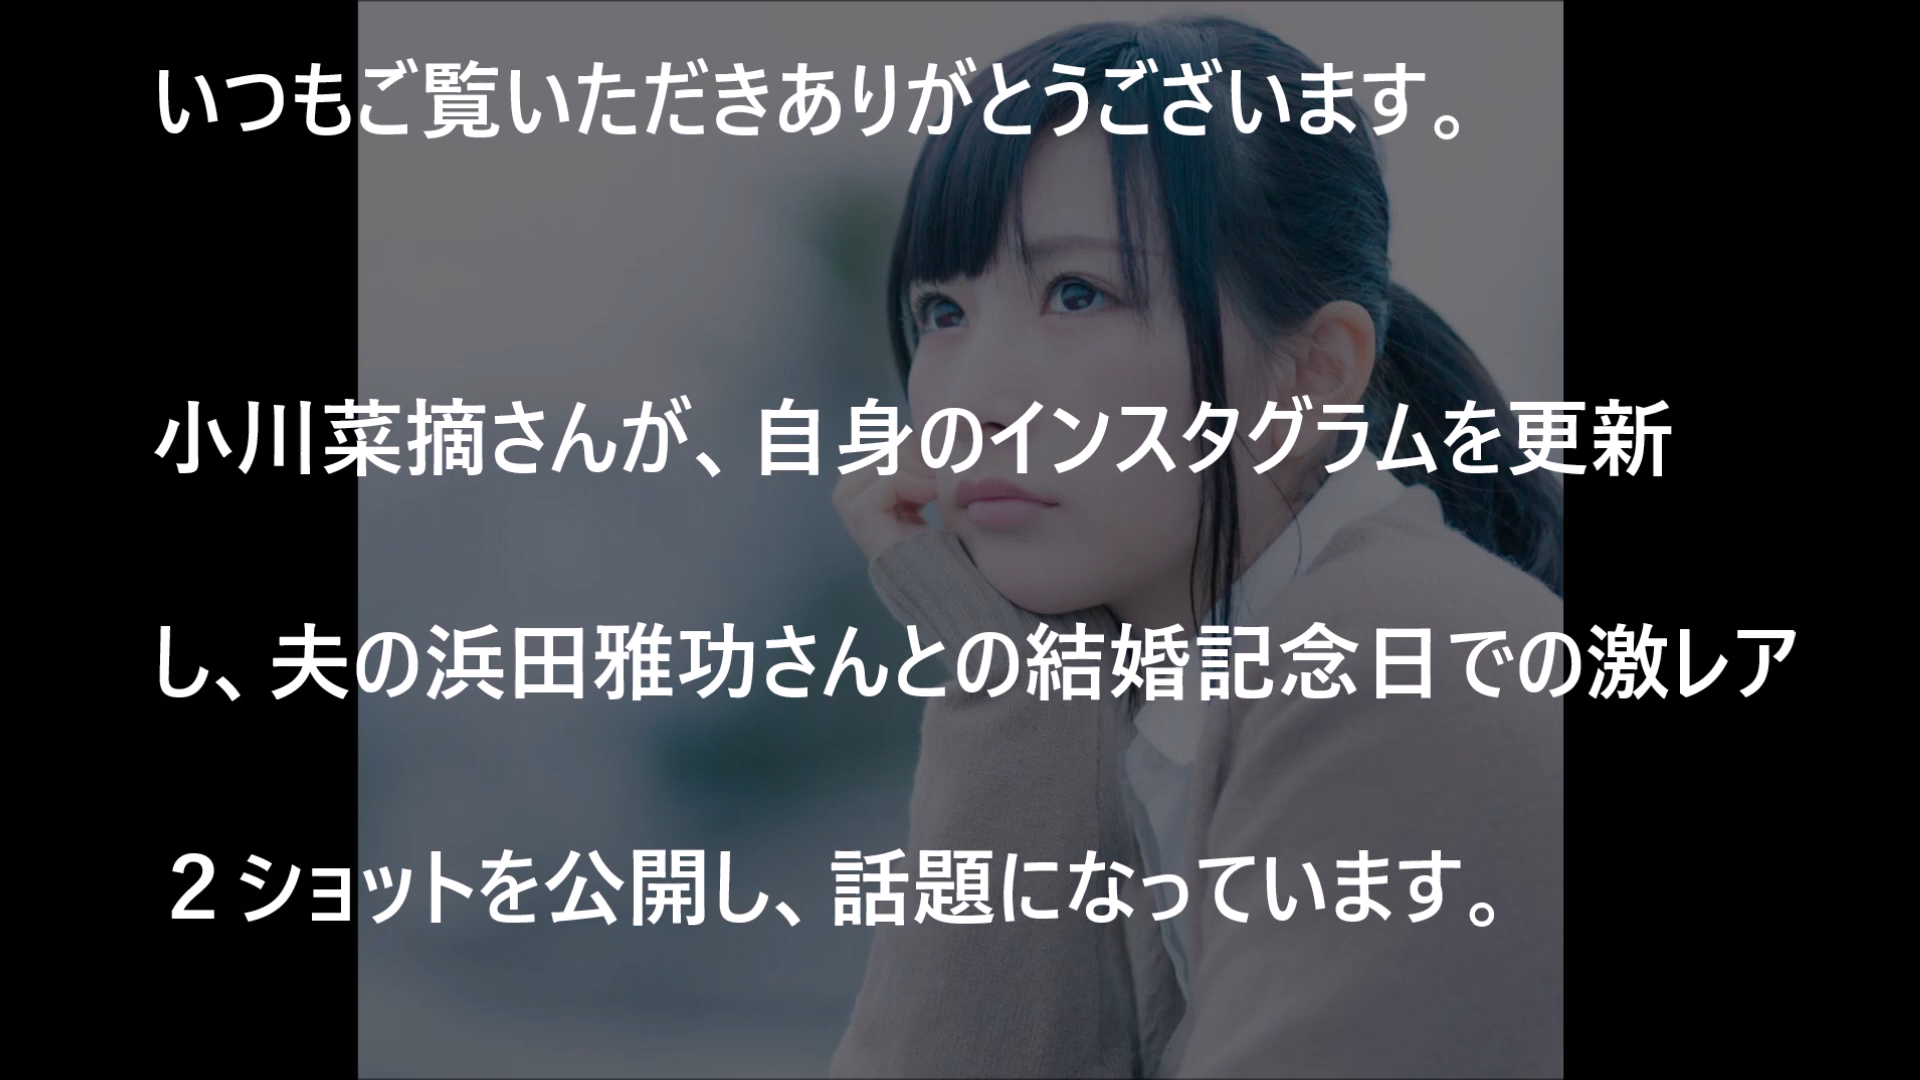 いつもご覧いただきありがとうございます。
小川菜摘さんが、自身のインスタグラムを更新
し、夫の浜田雅功さんとの結婚記念日での激レア
２ショットを公開し、話題になっています。